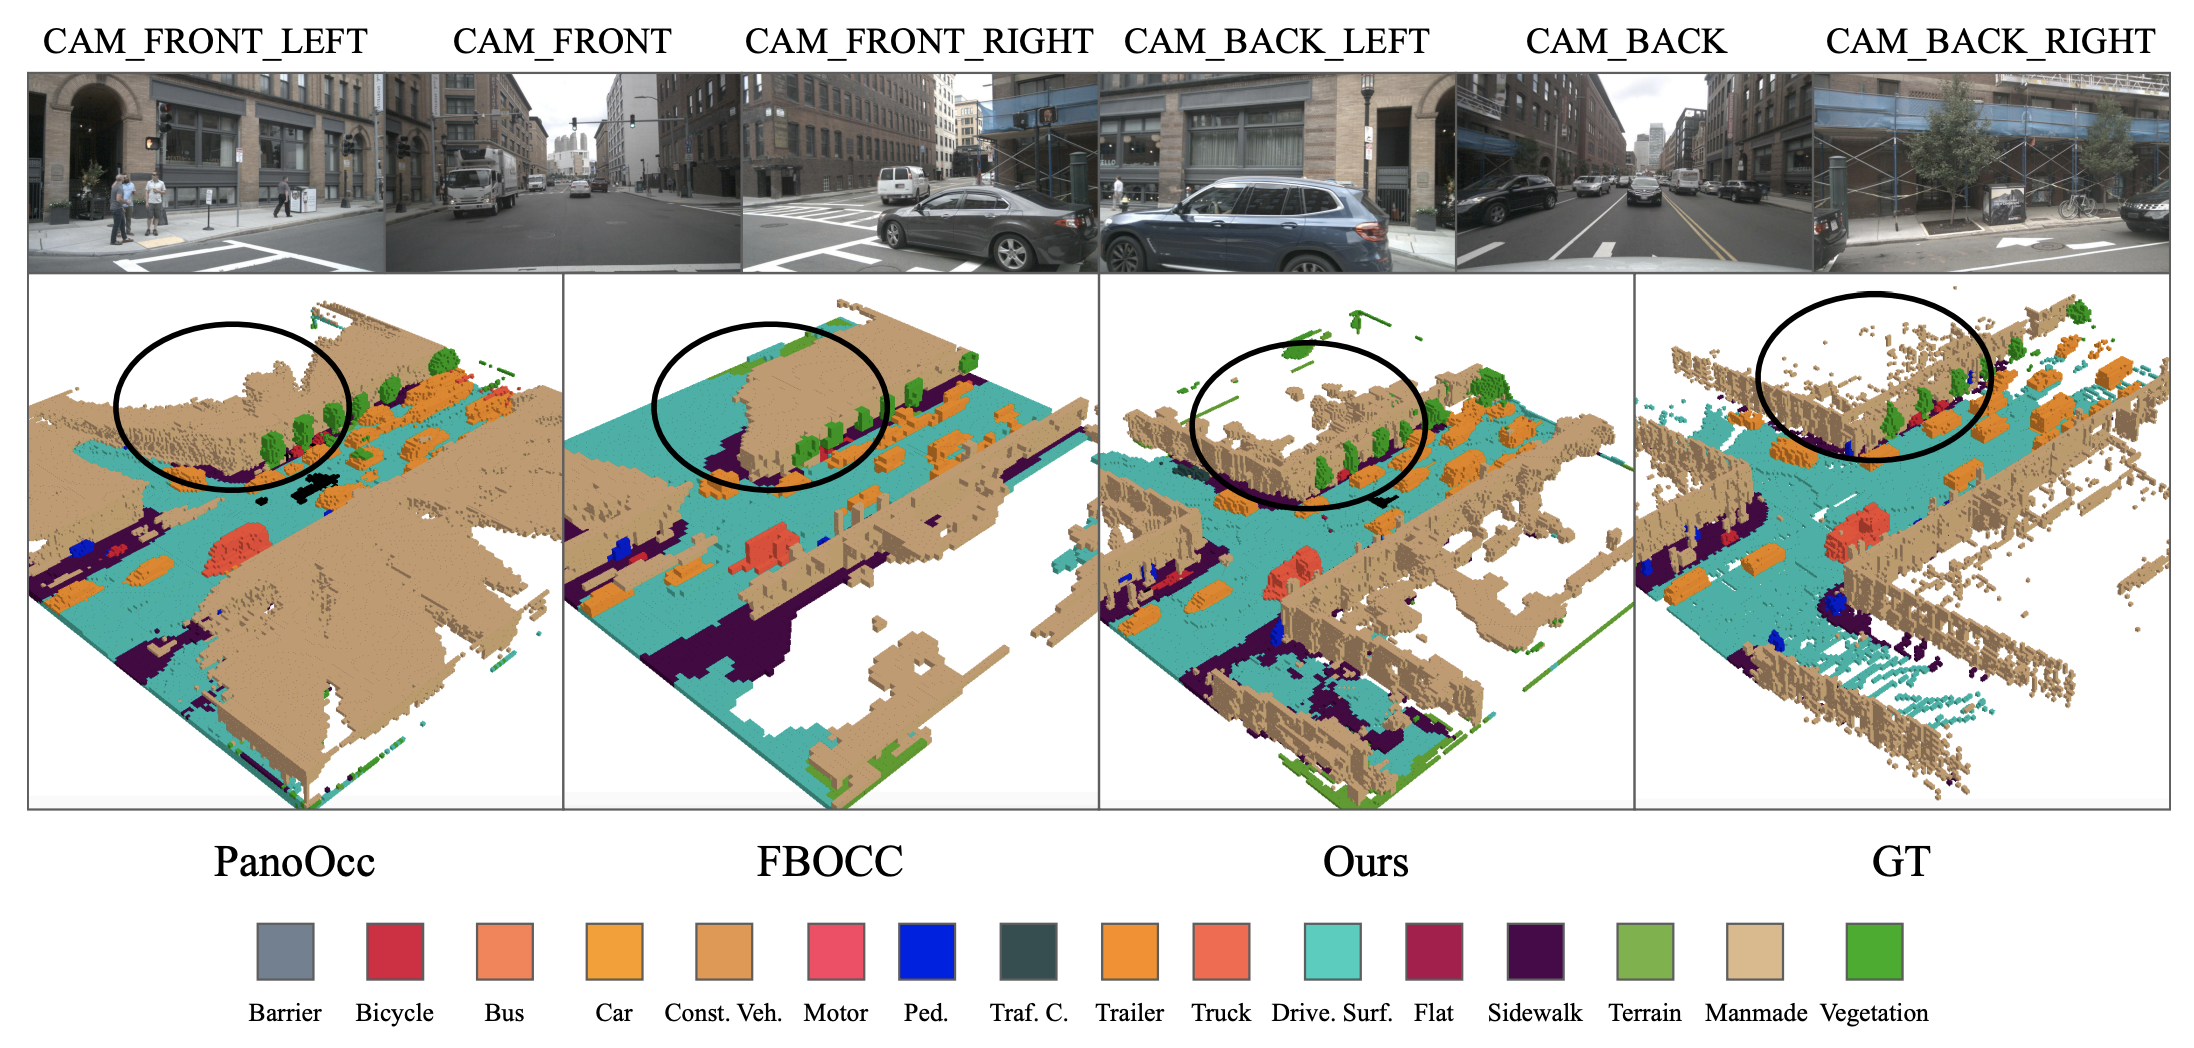 CAM_FRONT_LEFT CAM_FRONT CAM_FRONT_RIGHT CAM_BACK_LEFT CAM_BACK CAM_BACK_RIGHT
ELLO
PanoOcc FBOCC Ours GT
Barrier Bicycle Bus Car Const. Veh. Motor Ped. Traf. C. Trailer Truck Drive. Surf. Flat Sidewalk Terrain Manmade Vegetation